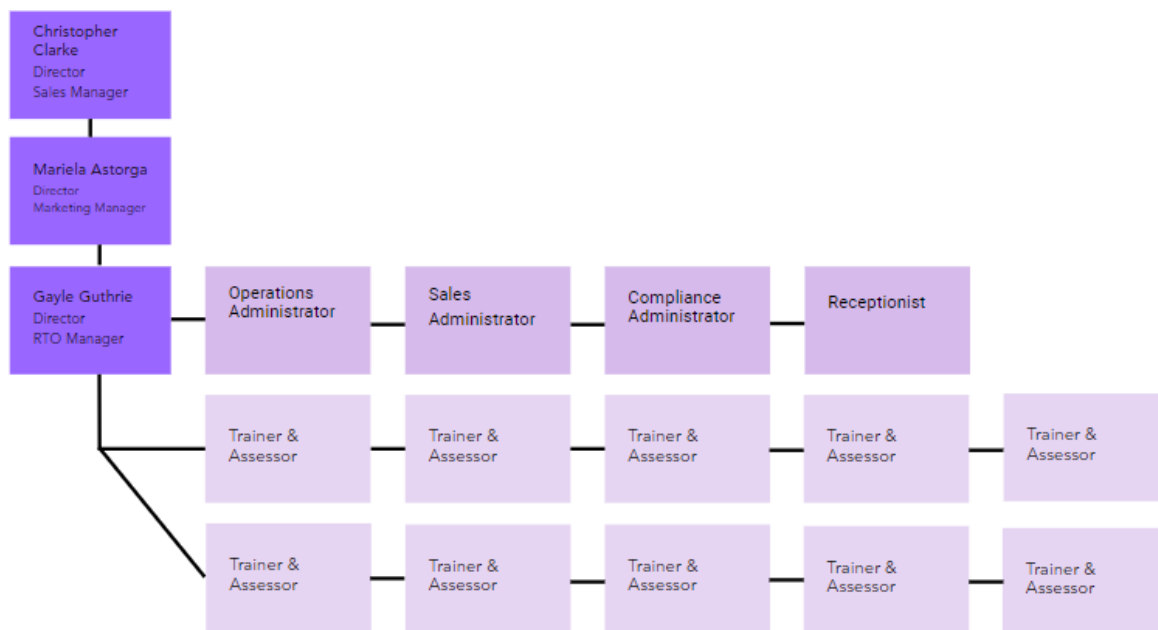 Christopher
Clarke
Director
Sales Manager
Mariela Astorga
Director
Marketing Manager
Gayle Guthrie
Director
RTO Manager
Operations
Administrator
Sales
Administrator
Compliance
Administrator
Receptionist
Trainer &
Assessor
Trainer &
Assessor
Trainer &
Assessor
Trainer &
Assessor
Trainer &
Assessor
Trainer &
Assessor
Trainer &
Assessor
Trainer &
Assessor
Trainer &
Assessor
Trainer &
Assessor